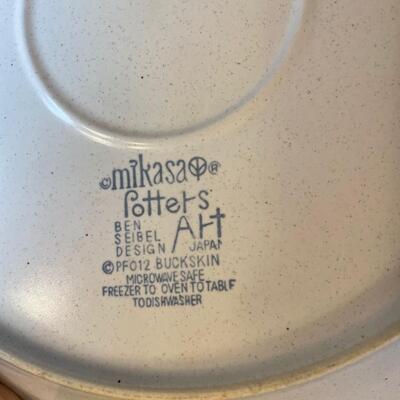 ©mikasa®
Potters
Art
BEN
SEIBEL
DESIGN JAPAN
©PF012 BUCKSKIN
MICROWAVE SAFE
FREEZER TO OVEN TO TABLE
TO DISHWASHER